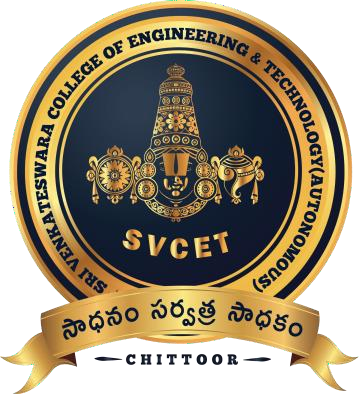 SRI VENKATESWARA COLLEGE OF ENGINEERING & TECHNOLOGY(AUTONOMOUS)
SVCET
సాధనం సర్వత్ర సాధకం
CHITTOOR